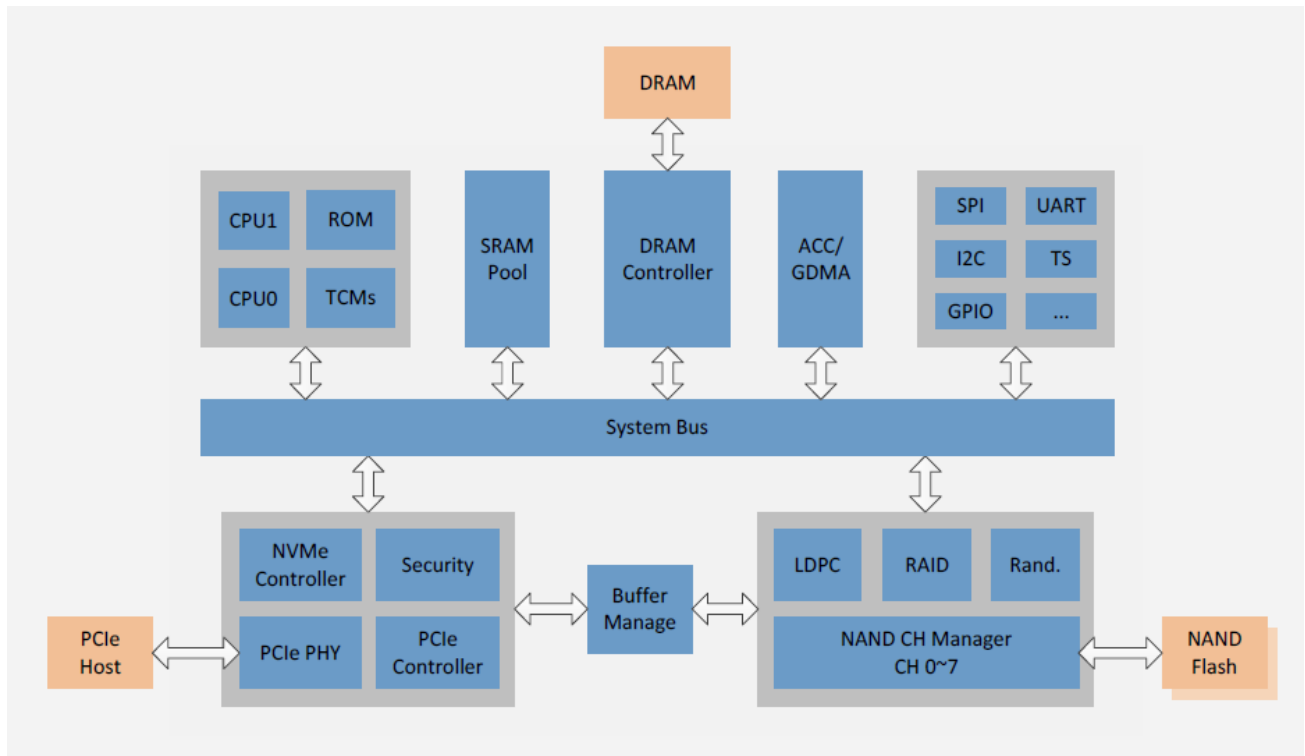 DRAM
CPU1
ROM
CPU0
TCMs
SRAM
Pool
DRAM
Controller
ACC/
GDMA
SPI
UART
I2C
TS
GPIO
...
System Bus
NVMe
Controller
Security
PCIe PHY
PCIe
Controller
Buffer
Manage
LDPC
RAID
Rand.
NAND CH Manager
CH 0~7
PCIe
Host
NAND
Flash